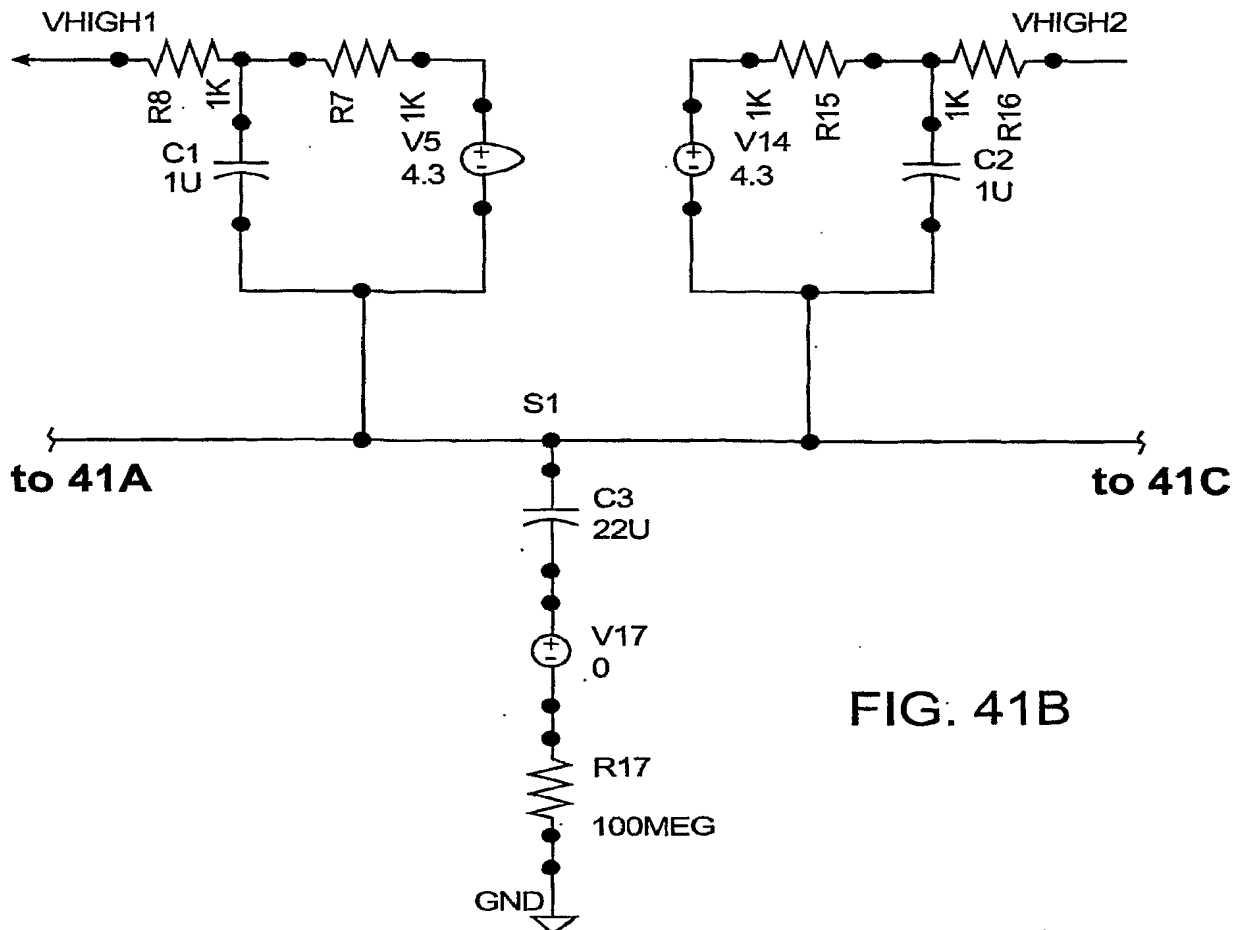 VHIGH1
VHIGH2
R8
1K
R7
1K
1K
R15
1K
R16
C1
1U
V5
4.3
V14
4.3
C2
1U
S1
to 41A
to 41C
C3
22U
V17
0
FIG. 41B
R17
100MEG
GND